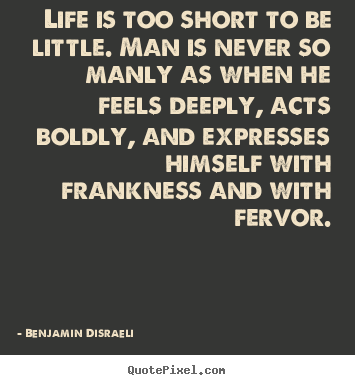 Life is too short to be
little. Man is never so
manly as when he
feels deeply, acts
boldly, and expresses
himself with
frankness and with
fervor.
- Benjamin Disraeli
QuotePixel.com